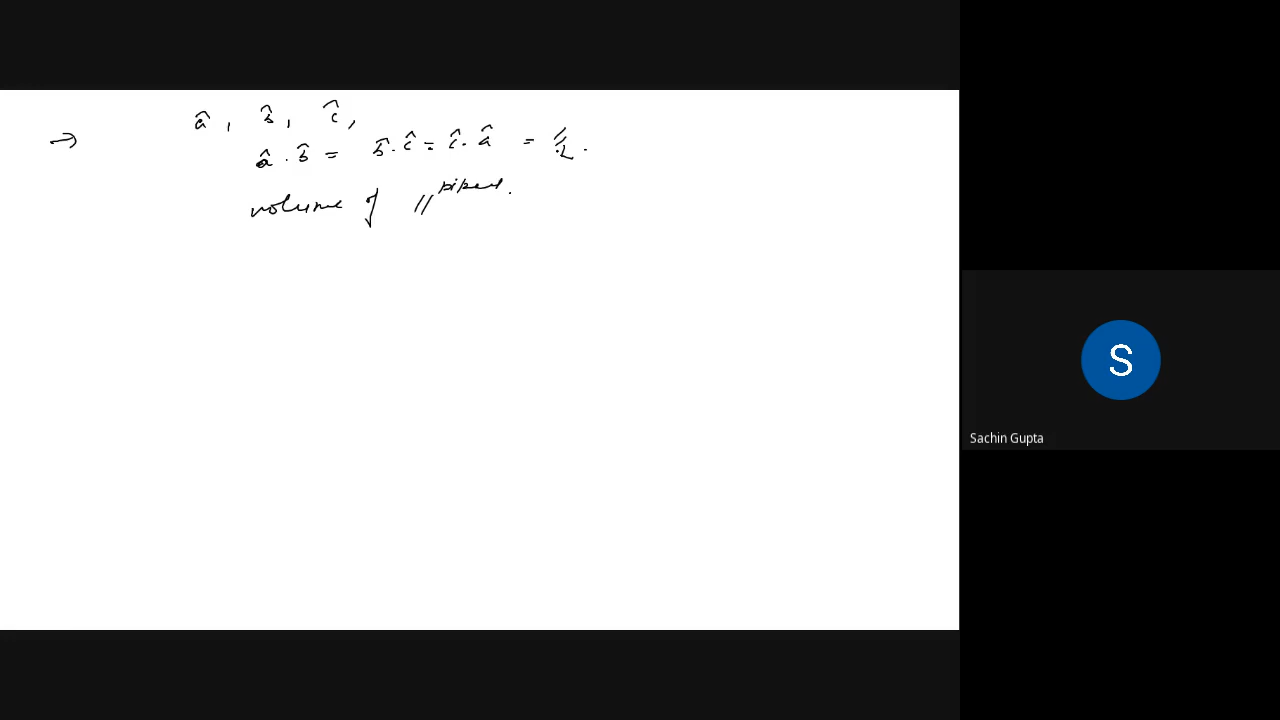 → â, b̂, ĉ,
â · b̂ = b̂ · ĉ = ĉ · â = 1/2.
volume of // piped.
S
Sachin Gupta